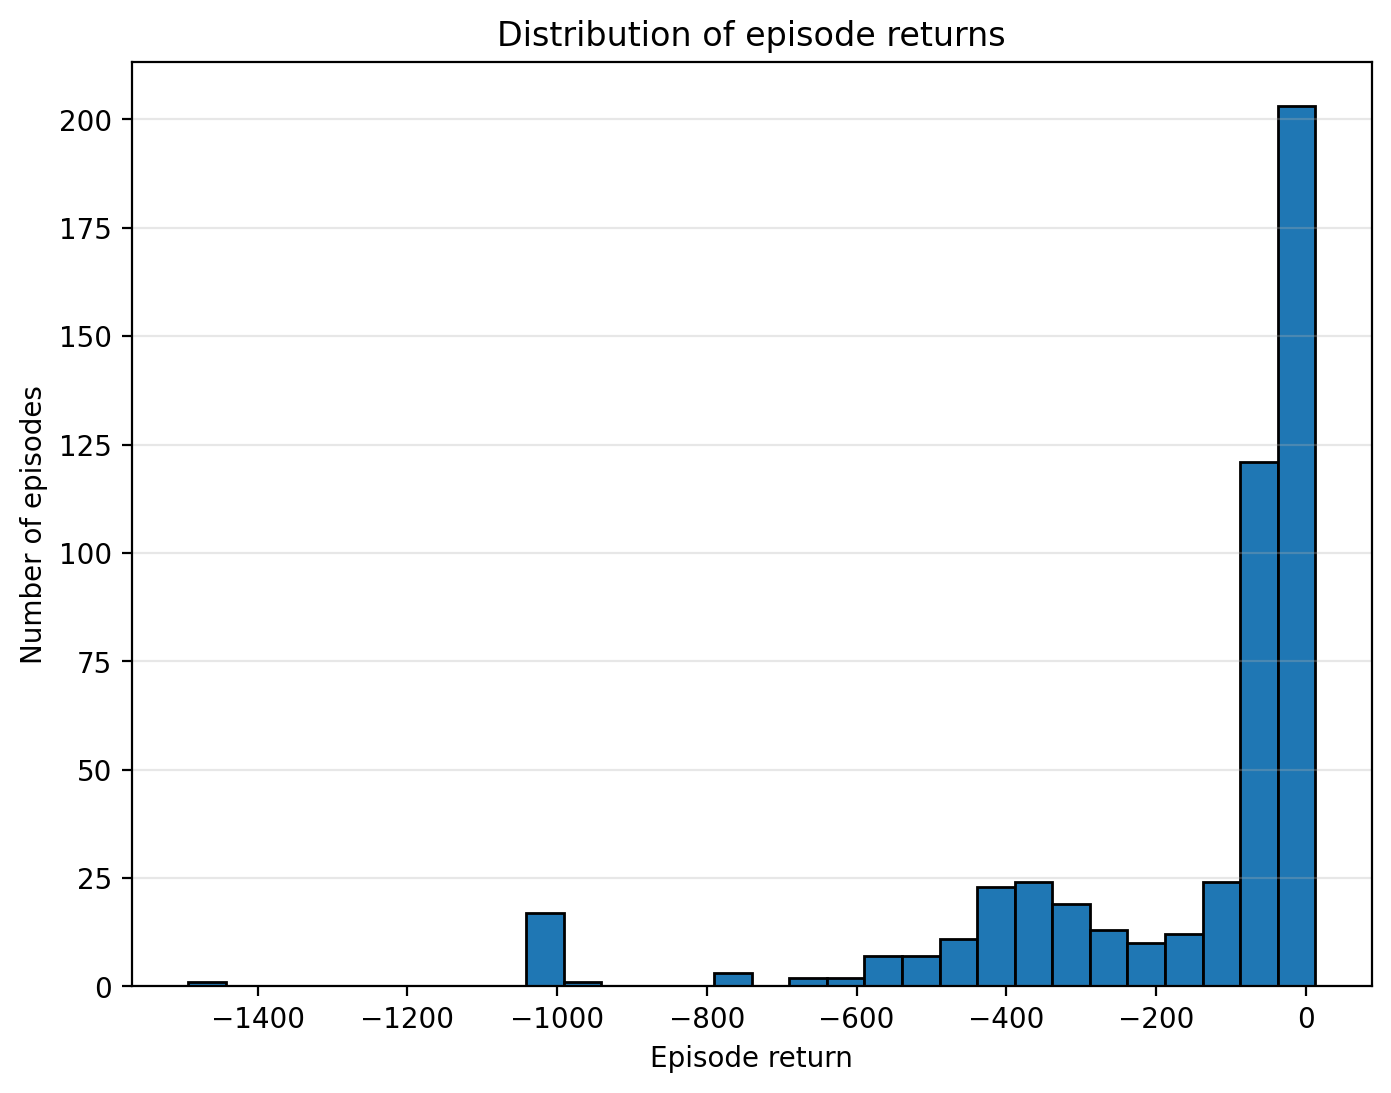 Distribution of episode returns
200
175
150
125
100
75
50
25
0
Number of episodes
−1400 −1200 −1000 −800 −600 −400 −200 0
Episode return